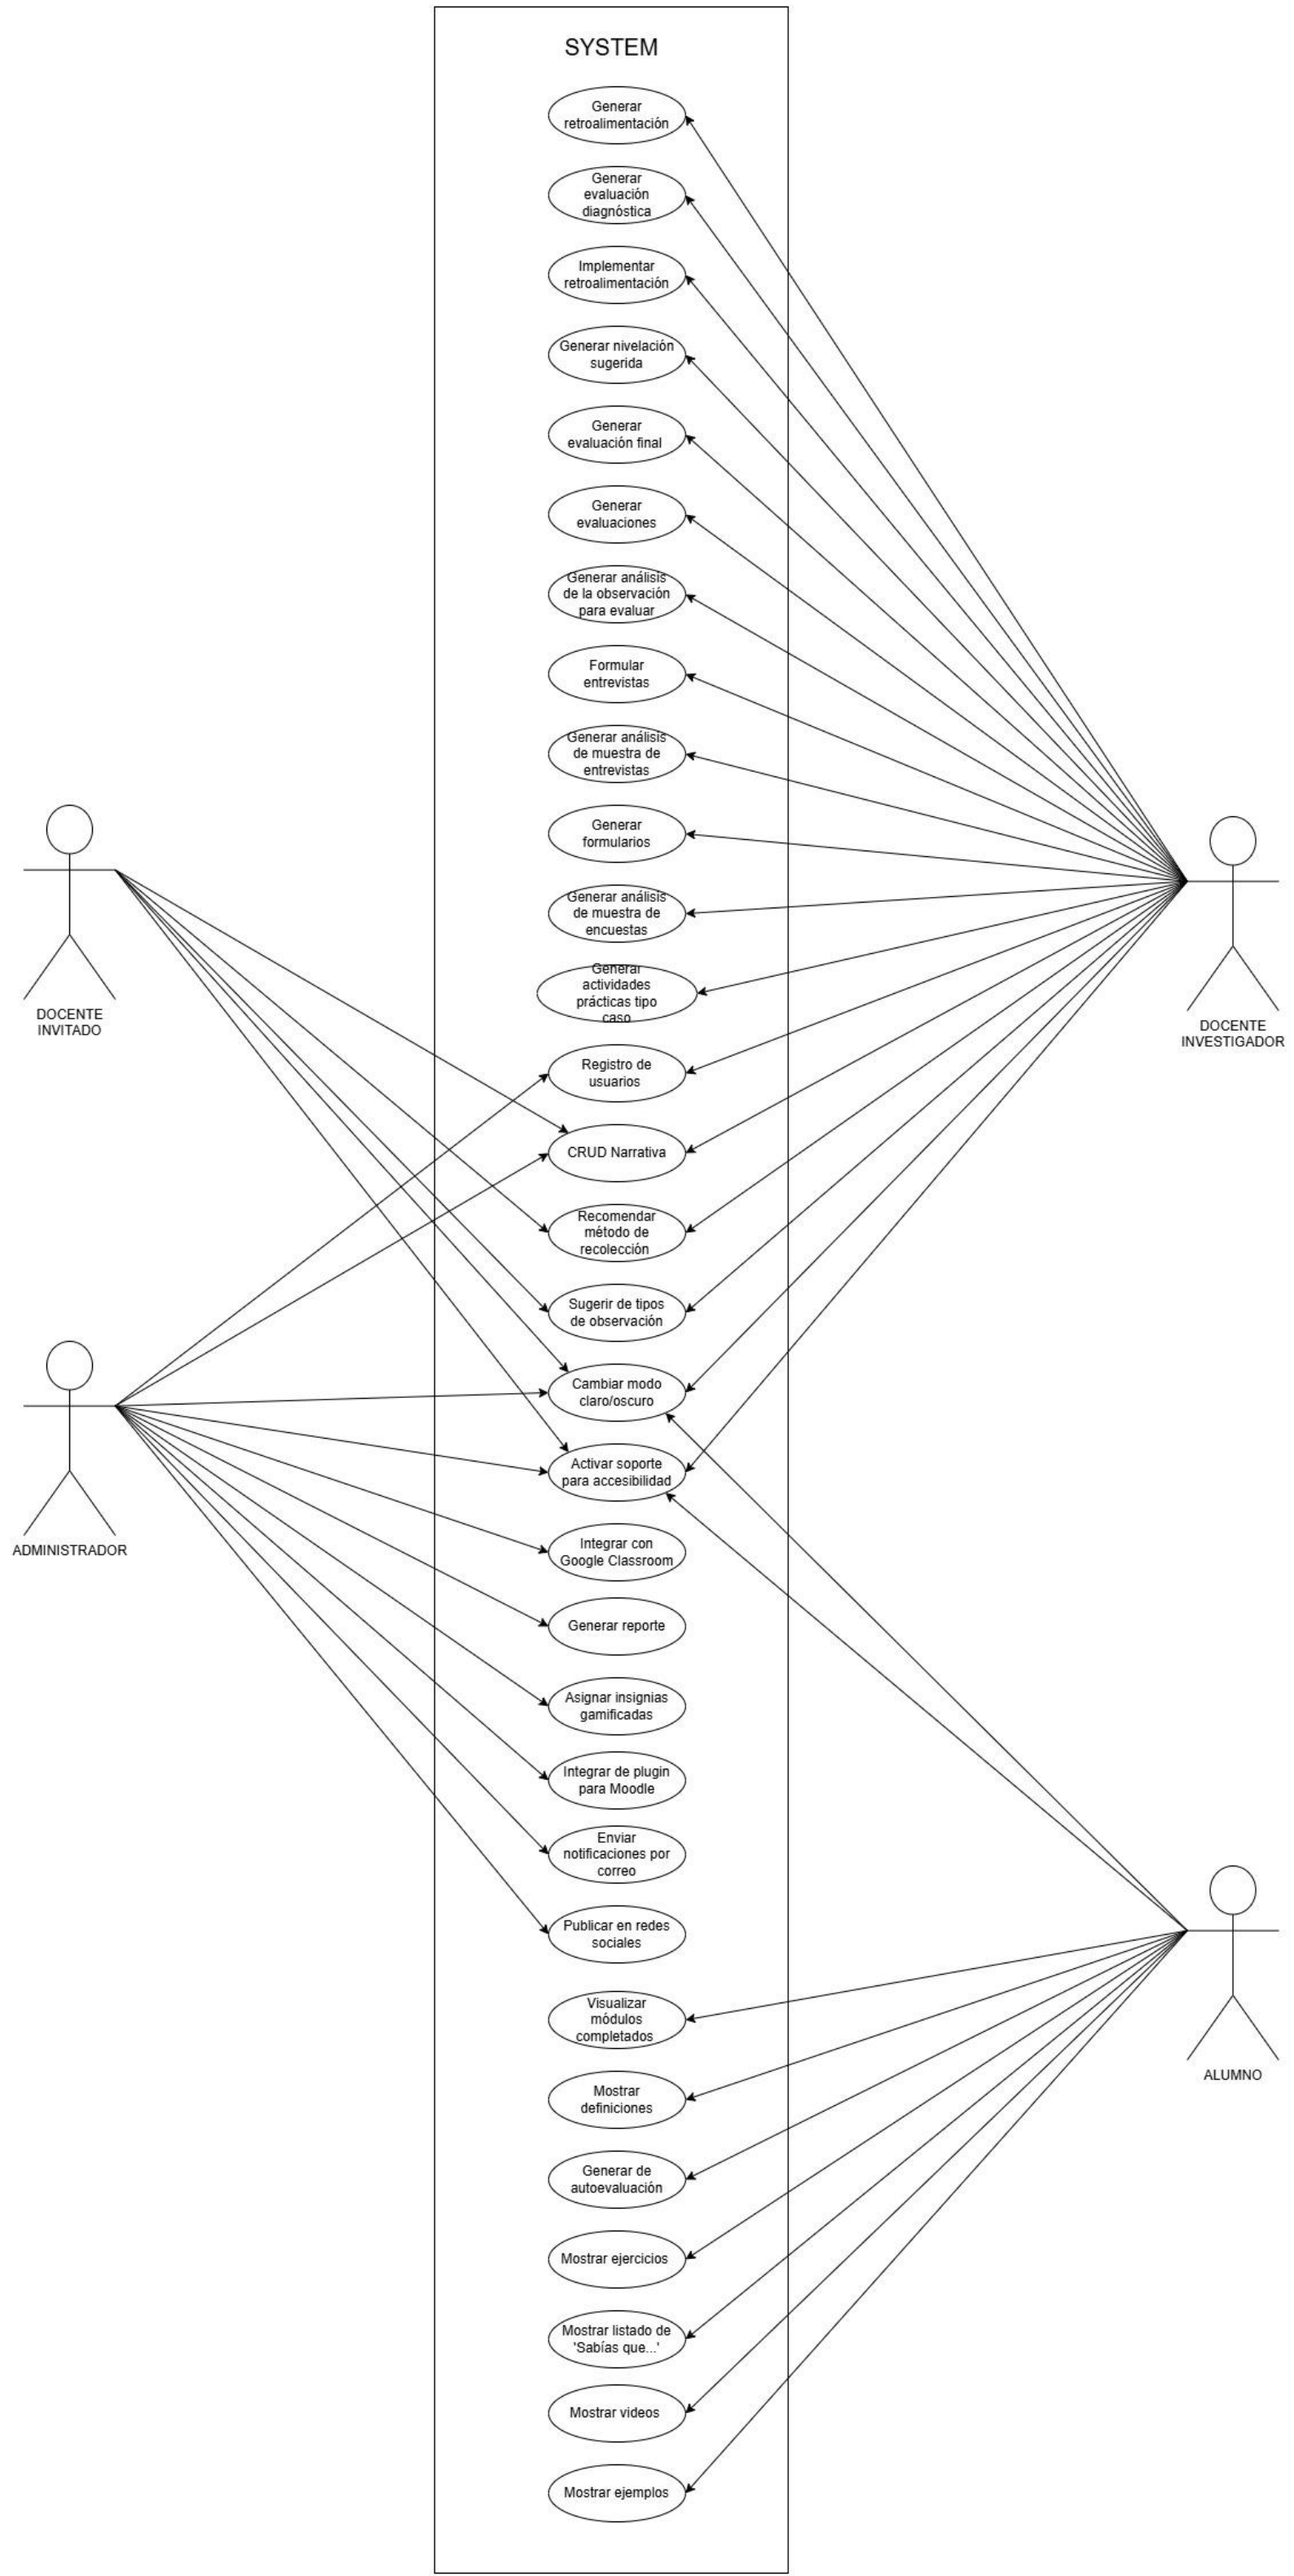 SYSTEM
Generar
retroalimentación
Generar
evaluación
diagnóstica
Implementar
retroalimentación
Generar nivelación
sugerida
Generar
evaluación final
Generar
evaluaciones
Generar análisis
de la observación
para evaluar
Formular
entrevistas
Generar análisis
de muestra de
entrevistas
Generar
formularios
Generar análisis
de muestra de
encuestas
Generar
actividades
prácticas tipo
caso
DOCENTE
INVITADO
DOCENTE
INVESTIGADOR
Registro de
usuarios
CRUD Narrativa
Recomendar
método de
recolección
Sugerir de tipos
de observación
Cambiar modo
claro/oscuro
Activar soporte
para accesibilidad
ADMINISTRADOR
Integrar con
Google Classroom
Generar reporte
Asignar insignias
gamificadas
Integrar de plugin
para Moodle
Enviar
notificaciones por
correo
Publicar en redes
sociales
Visualizar
módulos
completados
ALUMNO
Mostrar
definiciones
Generar de
autoevaluación
Mostrar ejercicios
Mostrar listado de
'Sabías que...'
Mostrar videos
Mostrar ejemplos